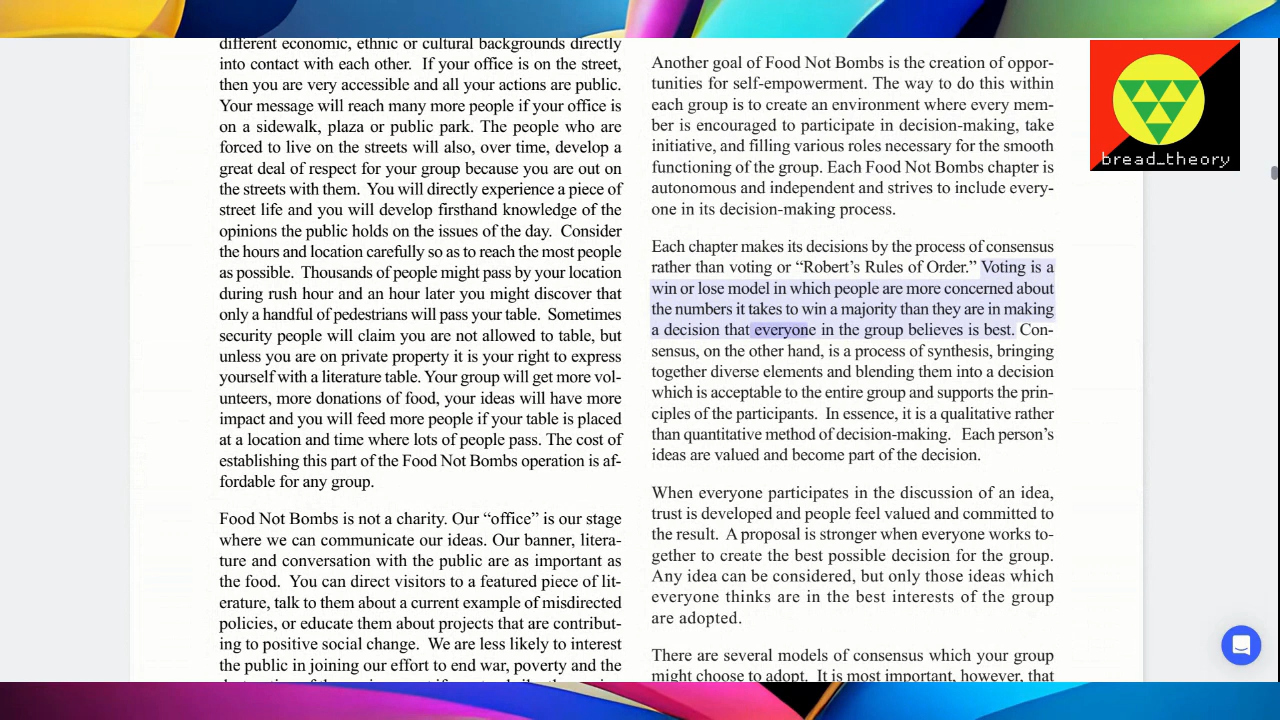 different economic, ethnic or cultural backgrounds directly
into contact with each other. If your office is on the street,
then you are very accessible and all your actions are public.
Your message will reach many more people if your office is
on a sidewalk, plaza or public park. The people who are
forced to live on the streets will also, over time, develop a
great deal of respect for your group because you are out on
the streets with them. You will directly experience a piece of
street life and you will develop firsthand knowledge of the
opinions the public holds on the issues of the day. Consider
the hours and location carefully so as to reach the most people
as possible. Thousands of people might pass by your location
during rush hour and an hour later you might discover that
only a handful of pedestrians will pass your table. Sometimes
security people will claim you are not allowed to table, but
unless you are on private property it is your right to express
yourself with a literature table. Your group will get more vol-
unteers, more donations of food, your ideas will have more
impact and you will feed more people if your table is placed
at a location and time where lots of people pass. The cost of
establishing this part of the Food Not Bombs operation is af-
fordable for any group.
Food Not Bombs is not a charity. Our “office” is our stage
where we can communicate our ideas. Our banner, litera-
ture and conversation with the public are as important as
the food. You can direct visitors to a featured piece of lit-
erature, talk to them about a current example of misdirected
policies, or educate them about projects that are contribut-
ing to positive social change. We are less likely to interest
the public in joining our effort to end war, poverty and the
Another goal of Food Not Bombs is the creation of oppor-
tunities for self-empowerment. The way to do this within
each group is to create an environment where every mem-
ber is encouraged to participate in decision-making, take
initiative, and filling various roles necessary for the smooth
functioning of the group. Each Food Not Bombs chapter is
autonomous and independent and strives to include every-
one in its decision-making process.
Each chapter makes its decisions by the process of consensus
rather than voting or “Robert’s Rules of Order.” Voting is a
win or lose model in which people are more concerned about
the numbers it takes to win a majority than they are in making
a decision that everyone in the group believes is best. Con-
sensus, on the other hand, is a process of synthesis, bringing
together diverse elements and blending them into a decision
which is acceptable to the entire group and supports the prin-
ciples of the participants. In essence, it is a qualitative rather
than quantitative method of decision-making. Each person’s
ideas are valued and become part of the decision.
When everyone participates in the discussion of an idea,
trust is developed and people feel valued and committed to
the result. A proposal is stronger when everyone works to-
gether to create the best possible decision for the group.
Any idea can be considered, but only those ideas which
everyone thinks are in the best interests of the group
are adopted.
There are several models of consensus which your group
might choose to adopt. It is most important, however, that
bread_theory